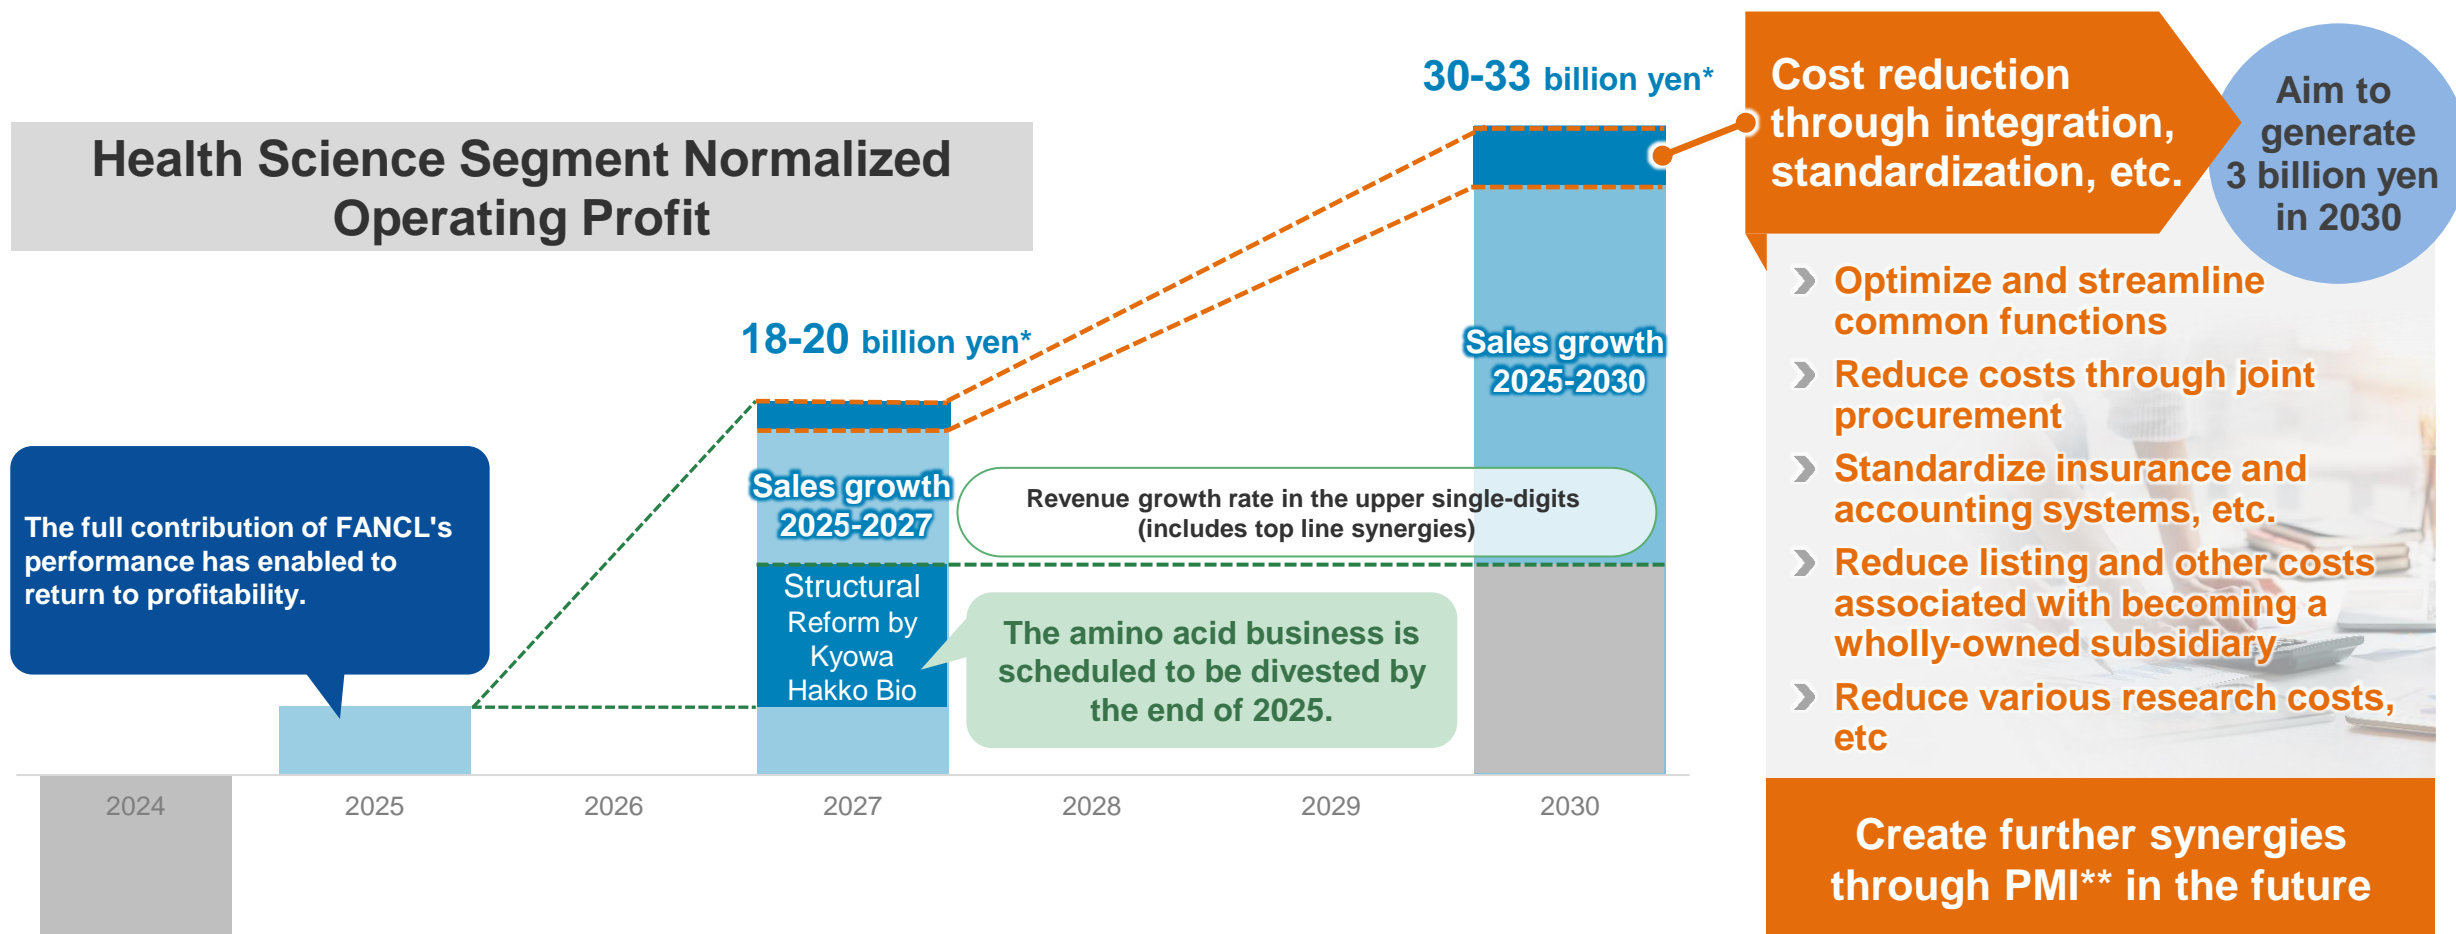 Health Science Segment Normalized
Operating Profit
30-33 billion yen*
18-20 billion yen*
The full contribution of FANCL's
performance has enabled to
return to profitability.
Sales growth
2025-2027
Structural
Reform by
Kyowa
Hakko Bio
Sales growth
2025-2030
Revenue growth rate in the upper single-digits
(includes top line synergies)
The amino acid business is
scheduled to be divested by
the end of 2025.
2024
2025
2026
2027
2028
2029
2030
Cost reduction
through integration,
standardization, etc.
Aim to
generate
3 billion yen
in 2030
Optimize and streamline
common functions
Reduce costs through joint
procurement
Standardize insurance and
accounting systems, etc.
Reduce listing and other costs
associated with becoming a
wholly-owned subsidiary
Reduce various research costs,
etc
Create further synergies
through PMI** in the future